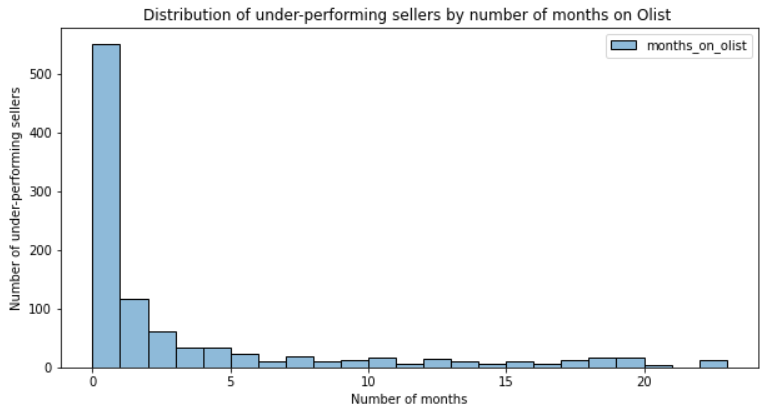 Distribution of under-performing sellers by number of months on Olist
months_on_olist
Number of under-performing sellers
500
400
300
200
100
0
0 5 10 15 20
Number of months